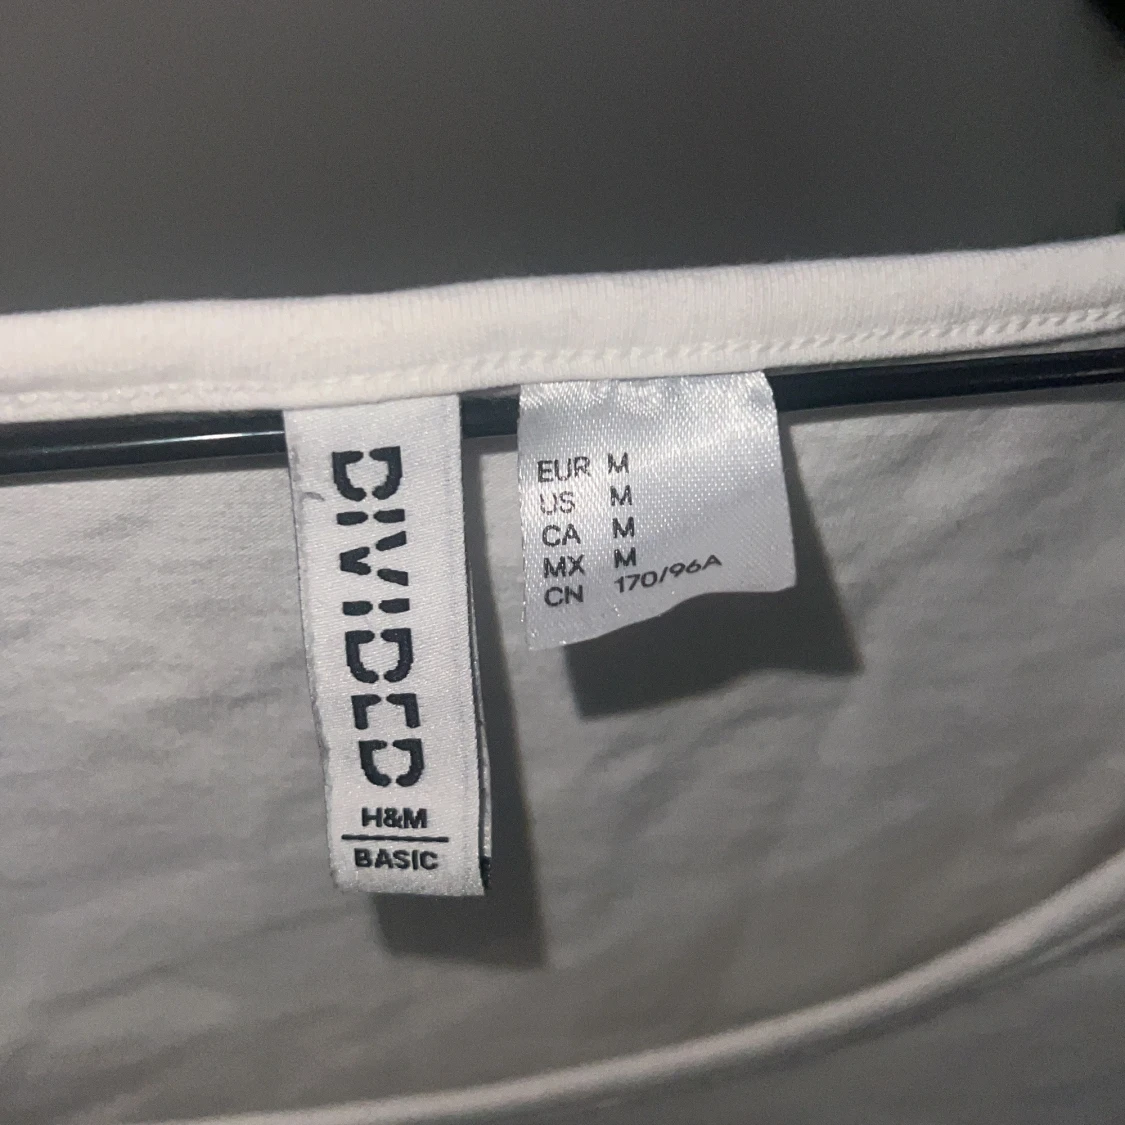 DIVIDED
H&M
BASIC
EUR M
US M
CA M
MX M
CN 170/96A